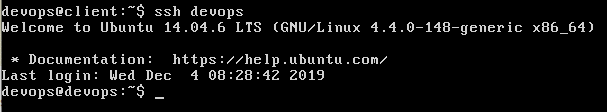 devops@client:~$ ssh devops
Welcome to Ubuntu 14.04.6 LTS (GNU/Linux 4.4.0-148-generic x86_64)
* Documentation: https://help.ubuntu.com/
Last login: Wed Dec 4 08:28:42 2019
devops@devops:~$ _